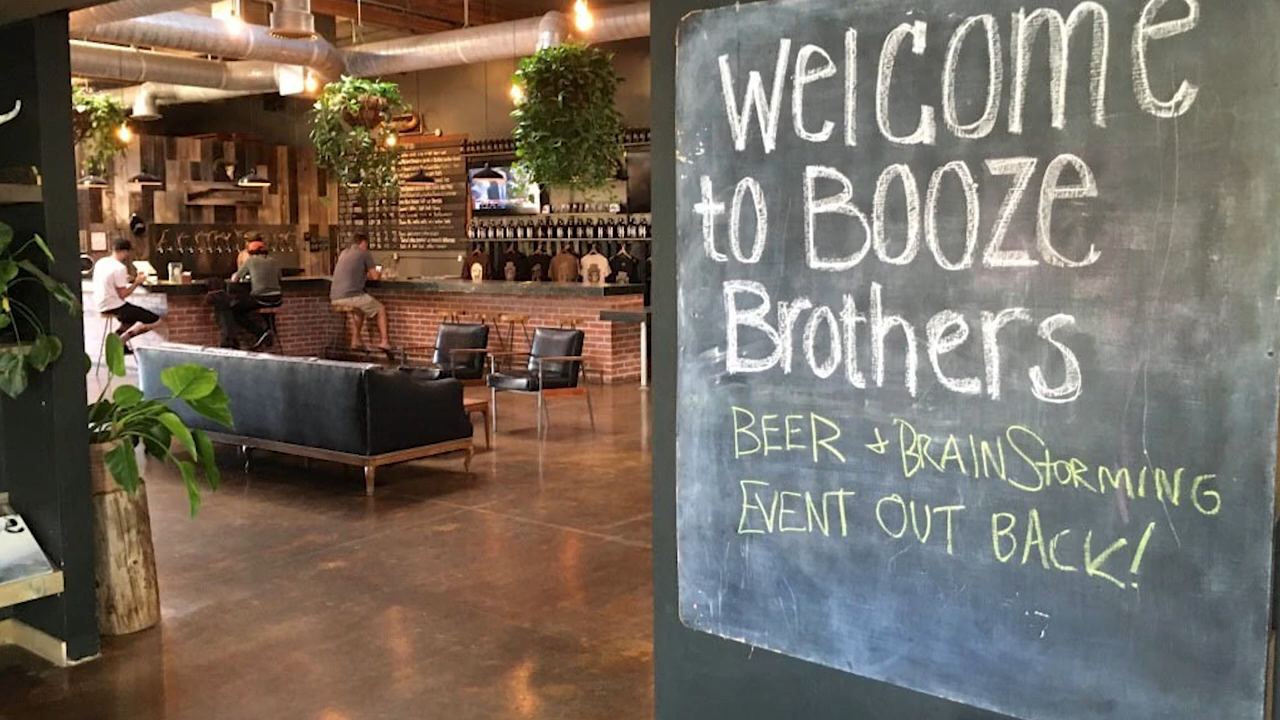 Welcome
to Booze
Brothers
BEER + BRAINSTORMING
EVENT OUT BACK!